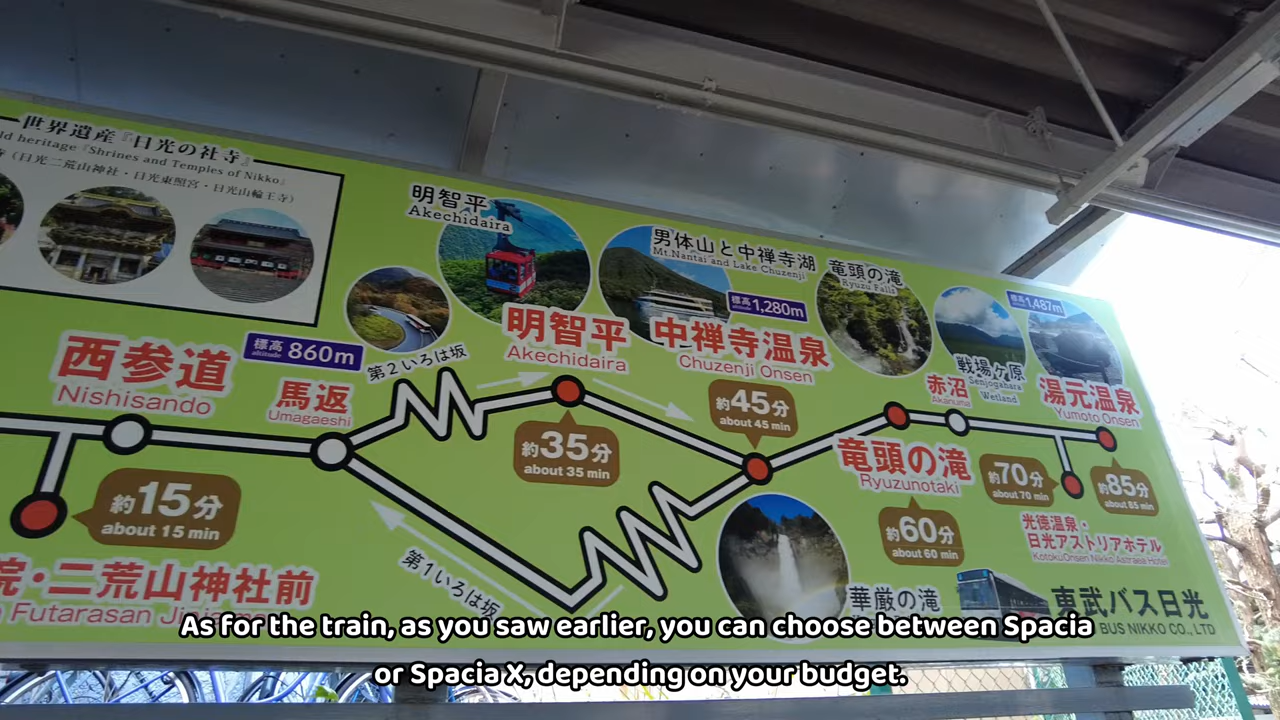 世界遺産『日光の社寺』
heritage『Shrines and Temples of Nikko』
(日光二荒山神社・日光東照宮・日光山輪王寺)
明智平
Akechidaira
男体山と中禅寺湖
Mt.Nantai and Lake Chuzenji
竜頭の滝
Ryuzu Falls
標高
altitude
1,280m
標高
altitude
1,487m
戦場ヶ原
Senjogahara
Wetland
西参道
Nishisando
標高
altitude
860m
馬返
Umagaeshi
第2いろは坂
明智平
Akechidaira
中禅寺温泉
Chuzenji Onsen
赤沼
Akanuma
湯元温泉
Yumoto Onsen
約15分
about 15 min
約35分
about 35 min
約45分
about 45 min
竜頭の滝
Ryuzunotaki
約60分
about 60 min
約70分
about 70 min
約85分
about 85 min
光徳温泉・
日光アストリアホテル
KotokuOnsen Nikko Astraea Hotel
第1いろは坂
華厳の滝
院・二荒山神社前
Futarasan
東武バス日光
BUS NIKKO CO., LTD
As for the train, as you saw earlier, you can choose between Spacia
or Spacia X, depending on your budget.